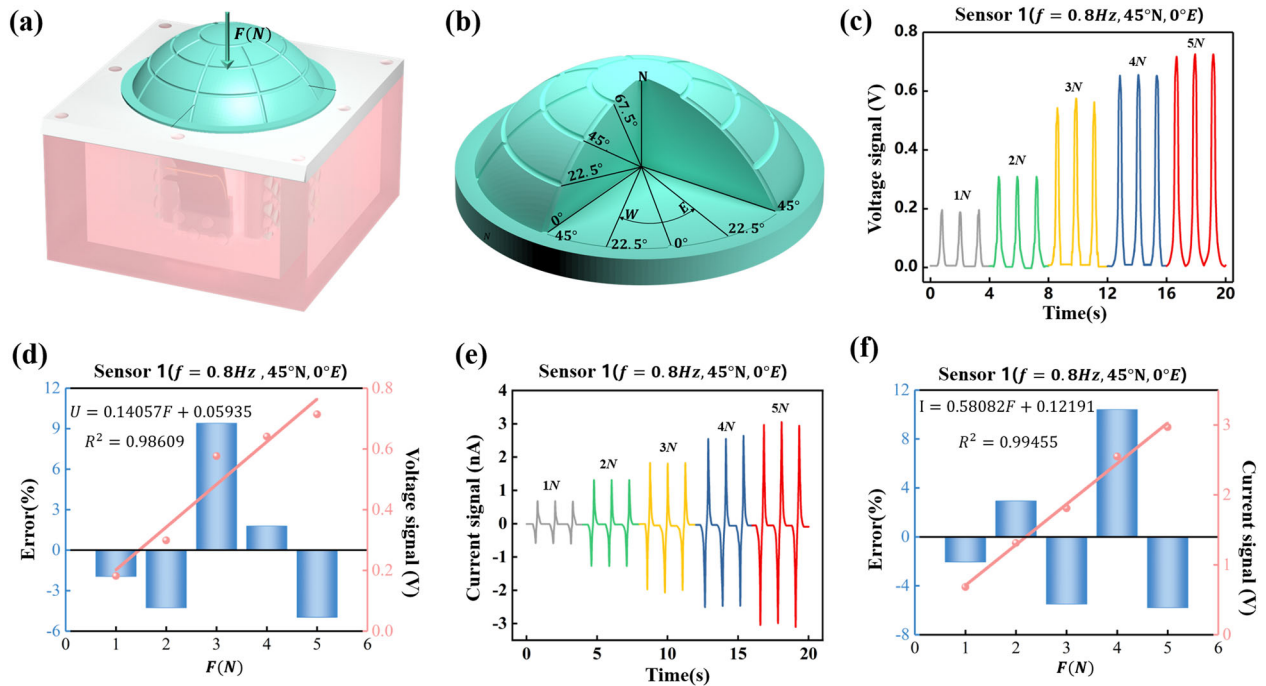 (a)
F(N)
(b)
N
67.5°
45°
22.5°
0°
45°
22.5°
0°
22.5°
45°
W
E
(c)
Sensor 1(f = 0.8Hz, 45°N, 0°E)
Voltage signal (V)
0.8
0.6
0.4
0.2
0.0
1N
2N
3N
4N
5N
0 4 8 12 16 20
Time(s)
(d)
Sensor 1(f = 0.8Hz , 45°N, 0°E)
U = 0.14057F + 0.05935
R² = 0.98609
Error(%)
12
9
6
3
0
-3
-6
0.8
0.6
0.4
0.2
0.0
Voltage signal (V)
0 1 2 3 4 5 6
F(N)
(e)
Sensor 1(f = 0.8Hz, 45°N, 0°E)
Current signal (nA)
4
3
2
1
0
-1
-2
-3
1N
2N
3N
4N
5N
0 5 10 15 20
Time(s)
(f)
Sensor 1(f = 0.8Hz, 45°N, 0°E)
I = 0.58082F + 0.12191
R² = 0.99455
Error(%)
12
8
4
0
-4
-8
3
2
1
0
Current signal (V)
0 1 2 3 4 5 6
F(N)